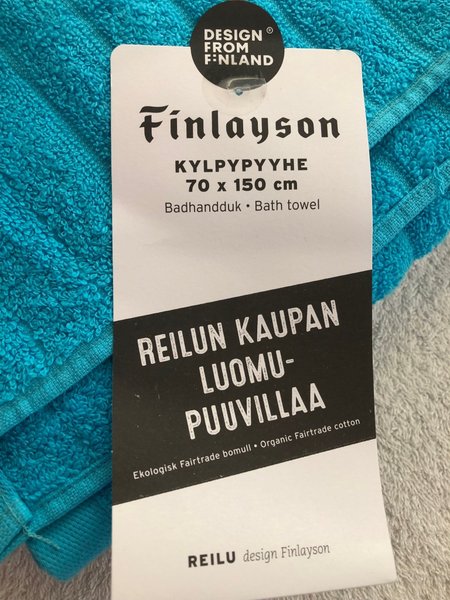 DESIGN
FROM
FINLAND
Finlayson
KYLPYPYYHE
70 x 150 cm
Badhandduk • Bath towel
REILUN KAUPAN
LUOMU-
PUUVILLAA
Ekologisk Fairtrade bomull • Organic Fairtrade cotton
REILU design Finlayson